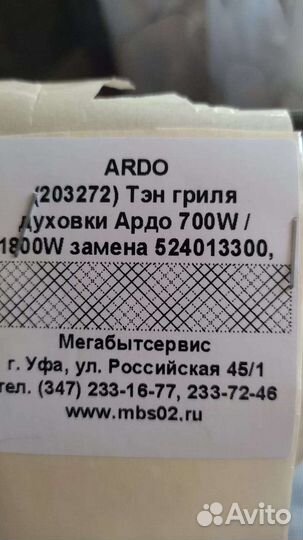 ARDO
(203272) Тэн гриля
духовки Ардо 700W /
1800W замена 524013300,
Мегабытсервис
г. Уфа, ул. Российская 45/1
тел. (347) 233-16-77, 233-72-46
www.mbs02.ru
Avito